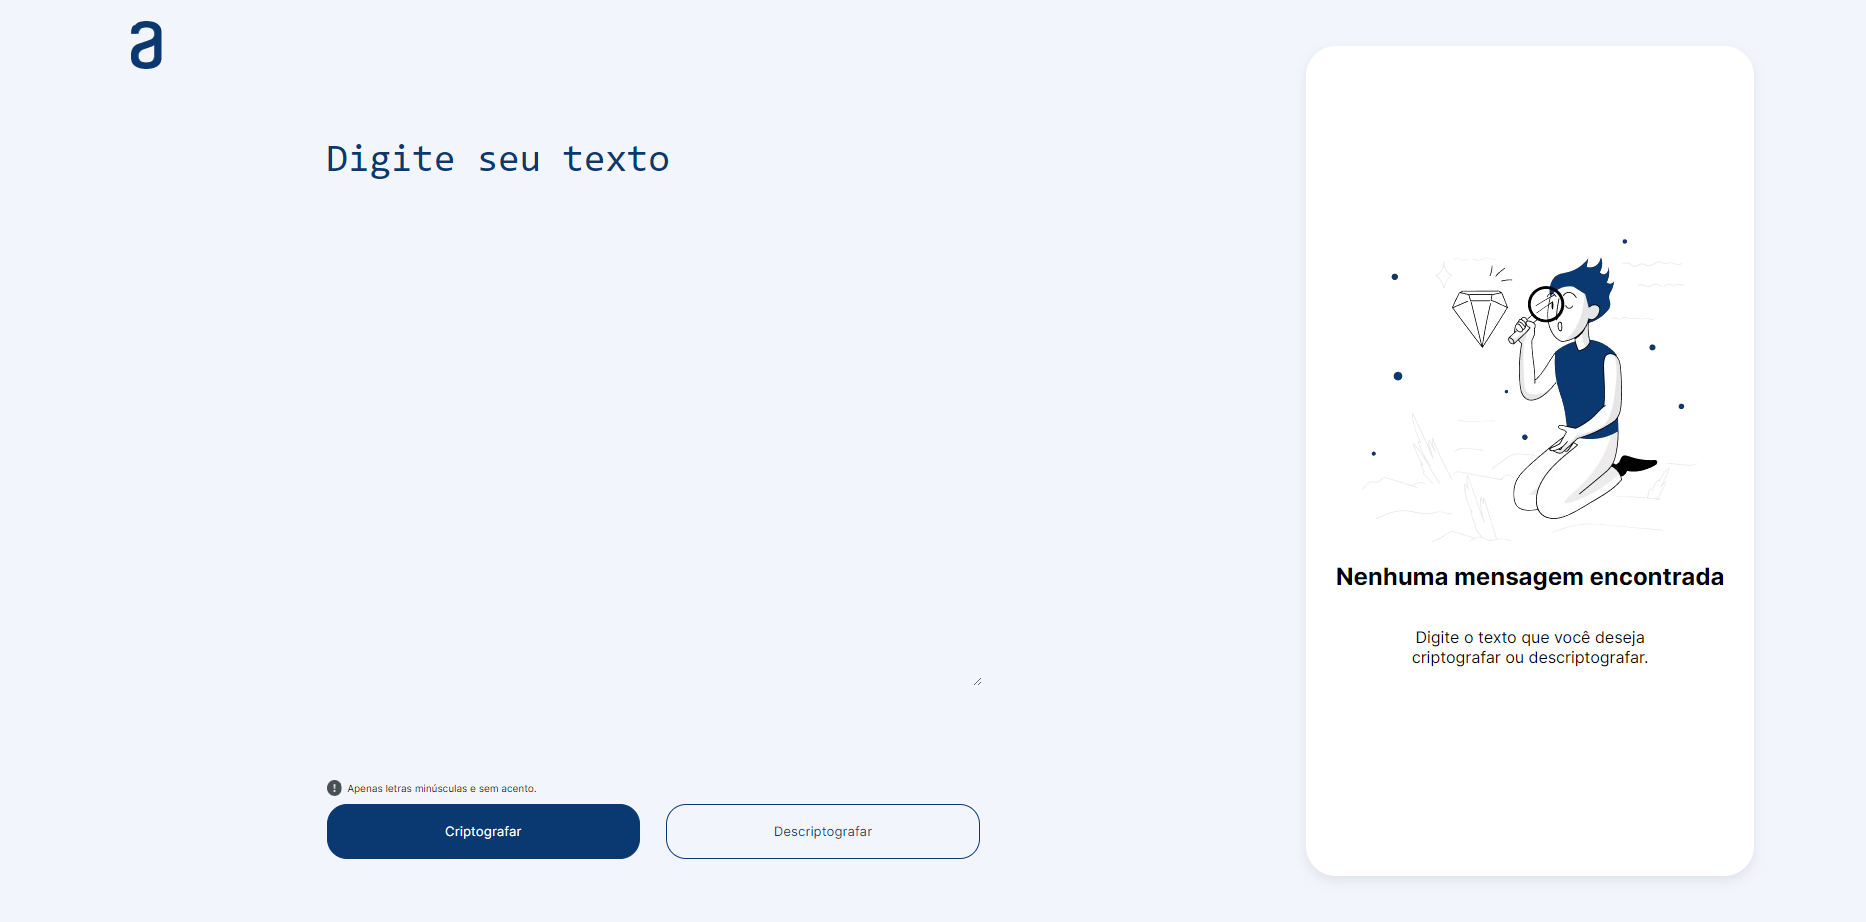 a
Digite seu texto
Apenas letras minúsculas e sem acento.
Criptografar
Descriptografar
Nenhuma mensagem encontrada
Digite o texto que você deseja
criptografar ou descriptografar.